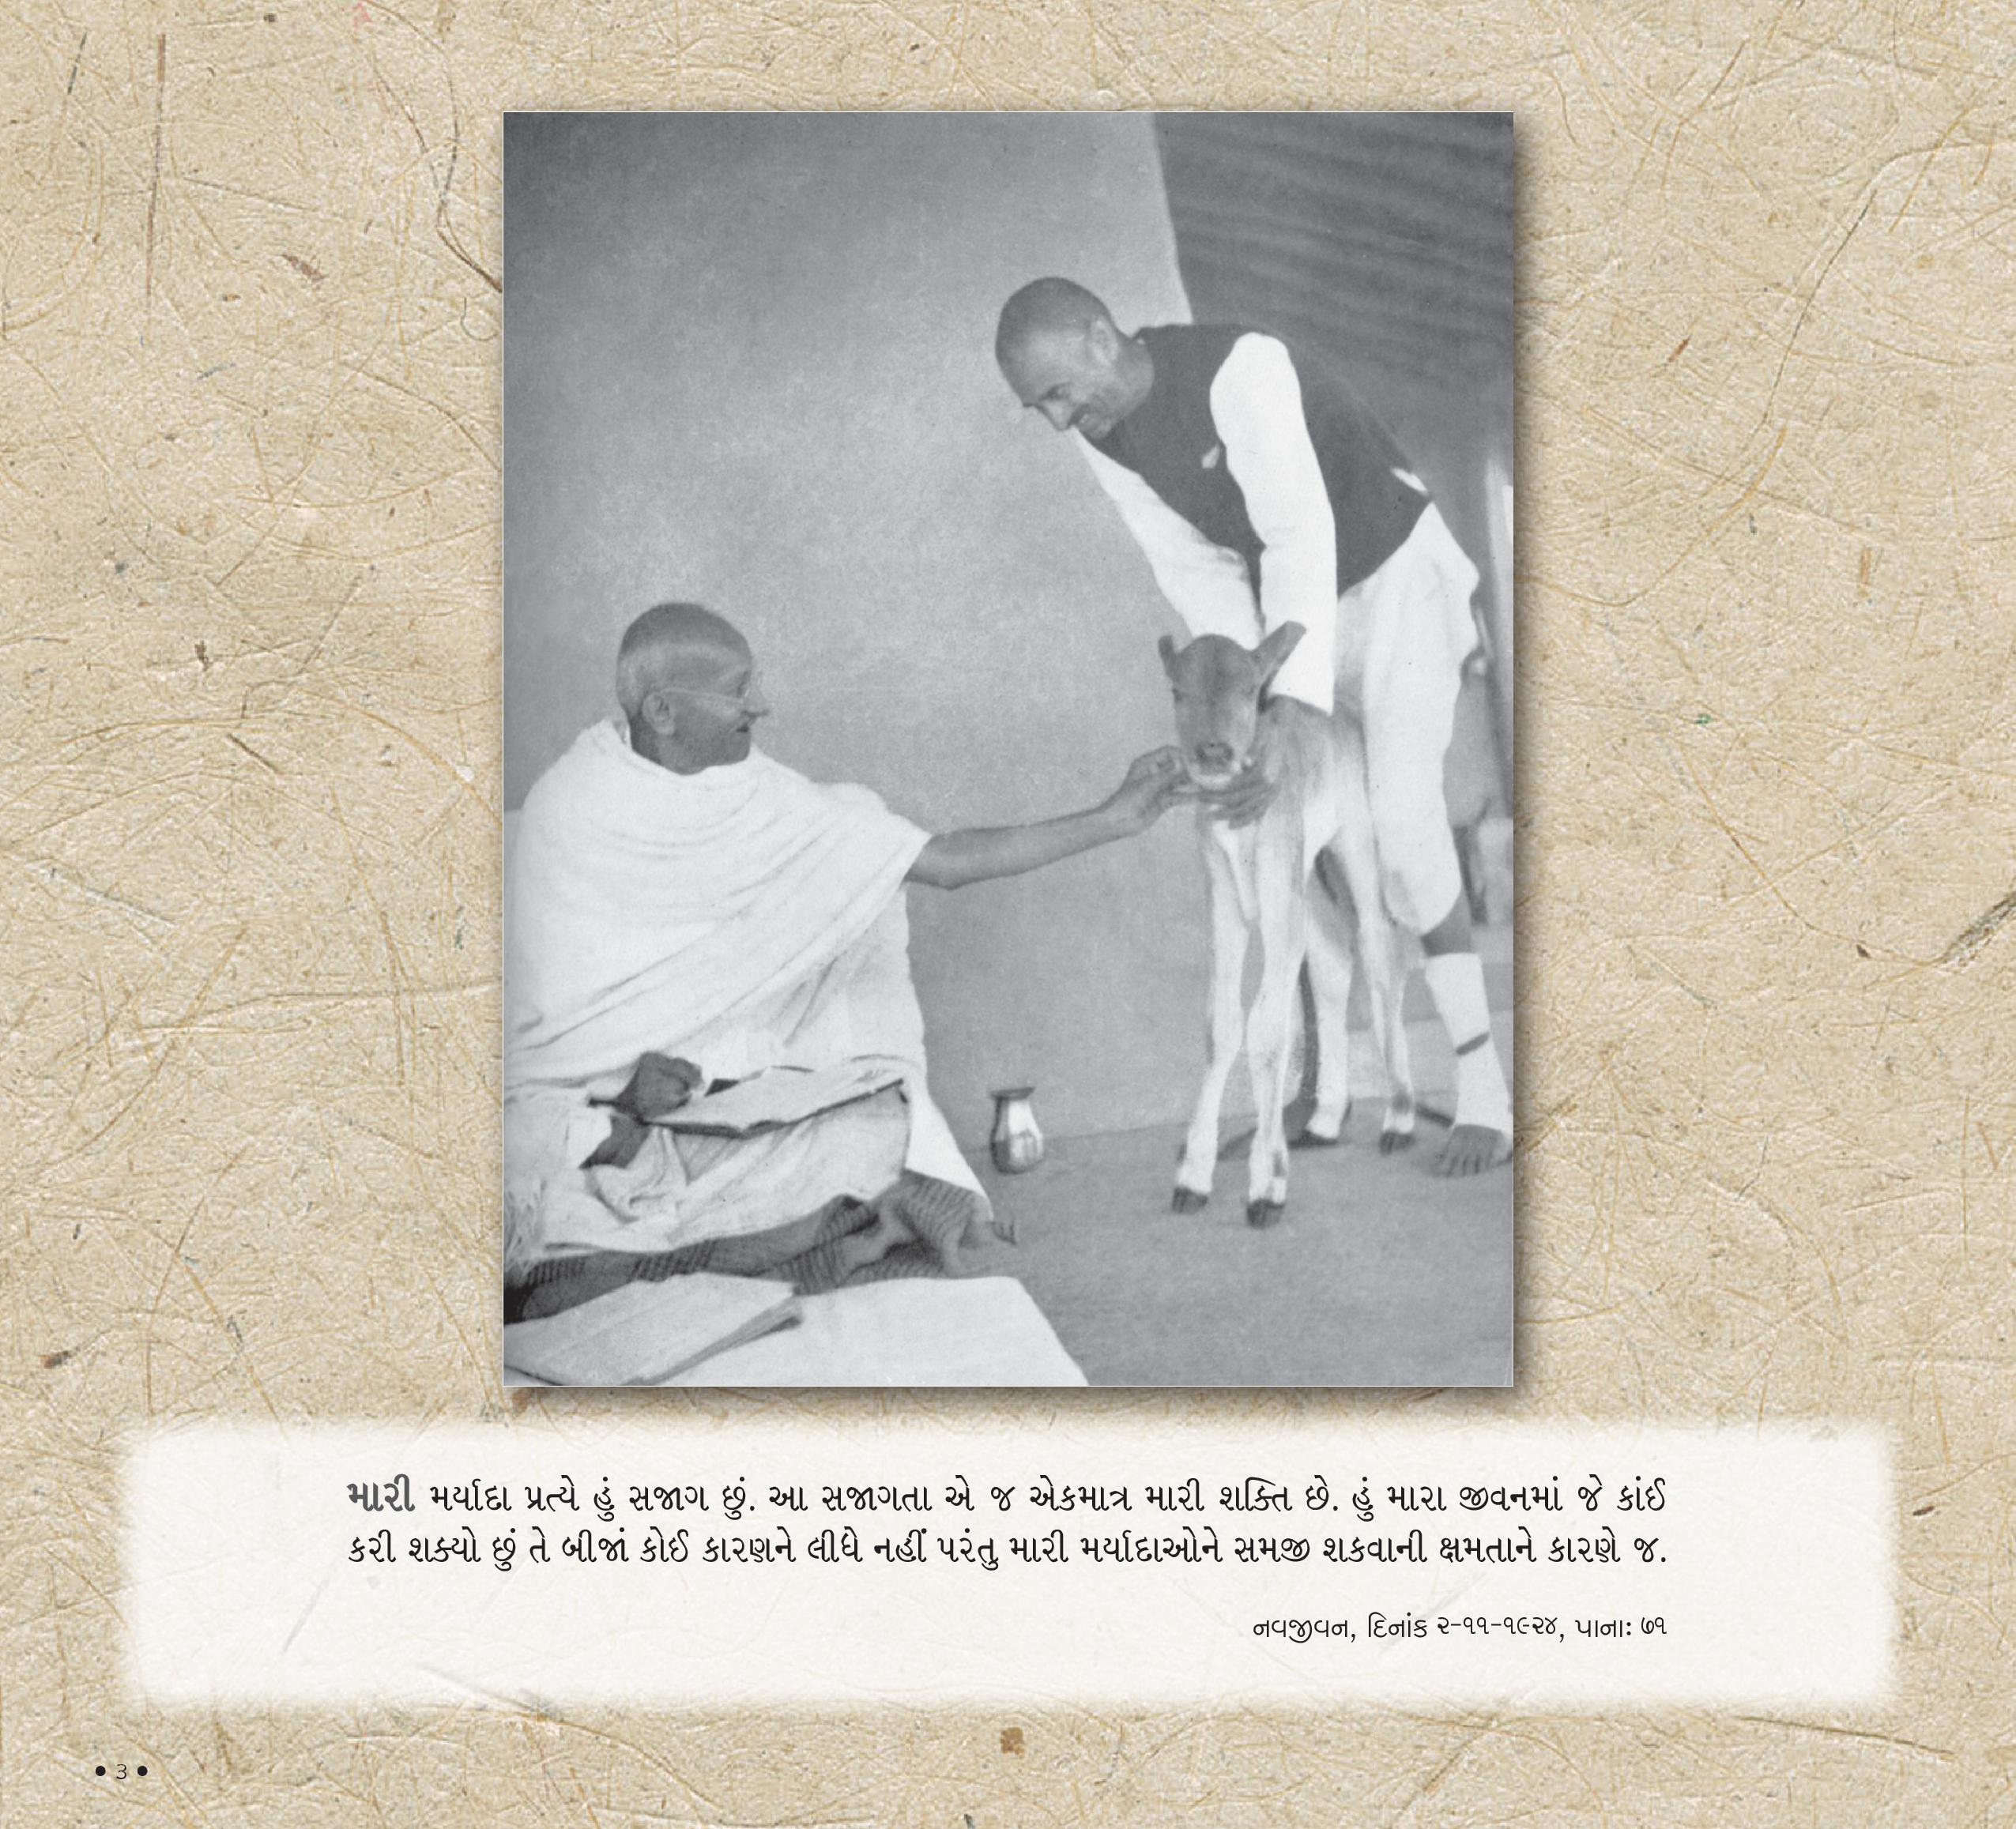 મારી મર્યાદા પ્રત્યે હું સજાગ છું. આ સજાગતા એ જ એકમાત્ર મારી શક્તિ છે. હું મારા જીવનમાં જે કાંઈ
કરી શક્યો છું તે બીજાં કોઈ કારણને લીધે નહીં પરંતુ મારી મર્યાદાઓને સમજી શકવાની ક્ષમતાને કારણે જ.
નવજીવન, દિનાંક ૨-૧૧-૧૯૨૪, પાનાઃ ૭૧
• ૩ •